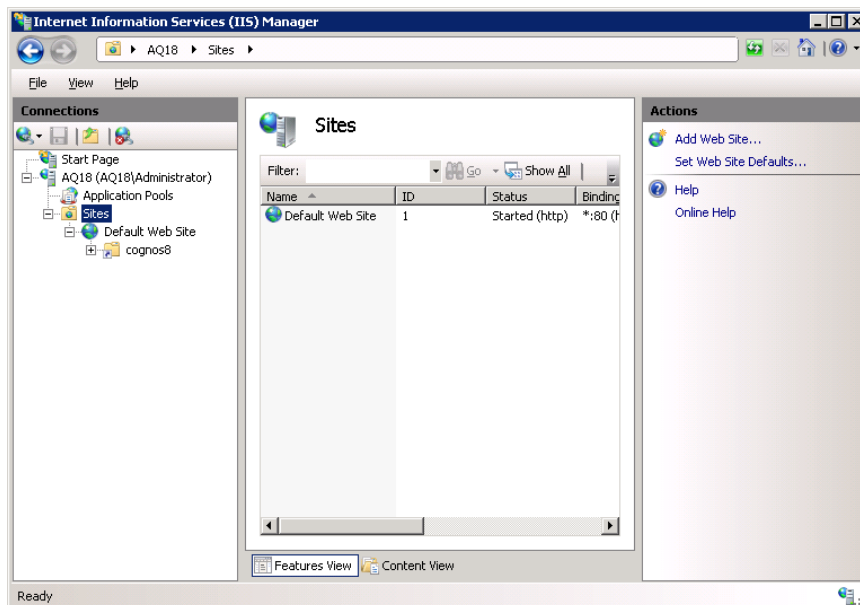 Internet Information Services (IIS) Manager
AQ18 Sites
File View Help
Connections
Start Page
AQ18 (AQ18\Administrator)
Application Pools
Sites
Default Web Site
cognos8
Sites
Filter: Go Show All
Name ID Status Binding
Default Web Site 1 Started (http) *:80 (h
Features View Content View
Actions
Add Web Site...
Set Web Site Defaults...
Help
Online Help
Ready